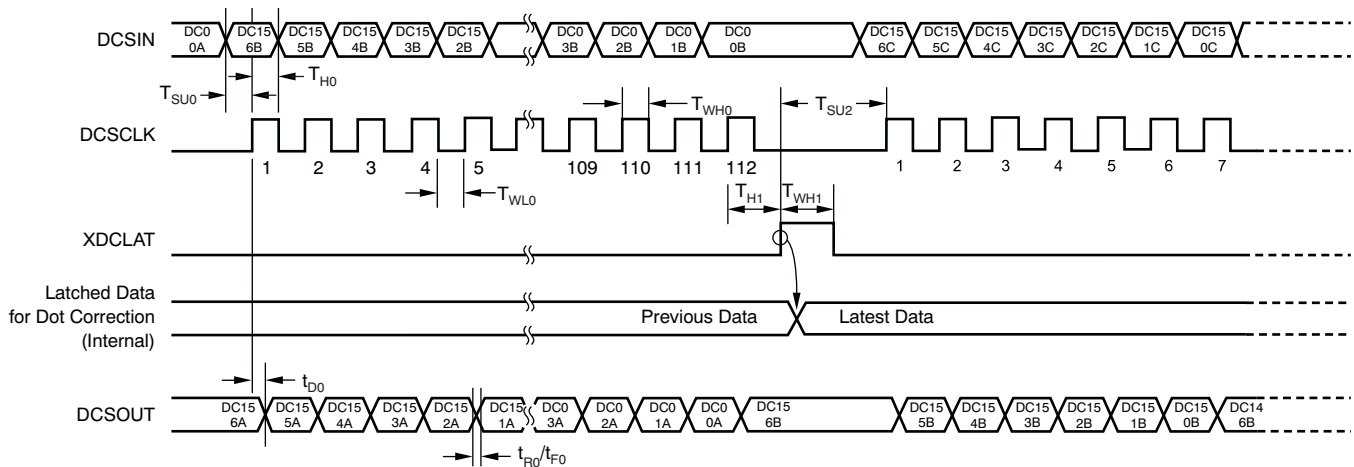 DCSIN
DC0 0A
DC15 6B
DC15 5B
DC15 4B
DC15 3B
DC15 2B
DC0 3B
DC0 2B
DC0 1B
DC0 0B
DC15 6C
DC15 5C
DC15 4C
DC15 3C
DC15 2C
DC15 1C
DC15 0C
TSU0
TH0
TWH0
TSU2
DCSCLK
1 2 3 4 5 109 110 111 112 1 2 3 4 5 6 7
TWL0
TH1
TWH1
XDCLAT
Latched Data
for Dot Correction
(Internal)
Previous Data
Latest Data
tD0
DCSOUT
DC15 6A
DC15 5A
DC15 4A
DC15 3A
DC15 2A
DC15 1A
DC0 3A
DC0 2A
DC0 1A
DC0 0A
DC15 6B
DC15 5B
DC15 4B
DC15 3B
DC15 2B
DC15 1B
DC15 0B
DC14 6B
tR0/tF0